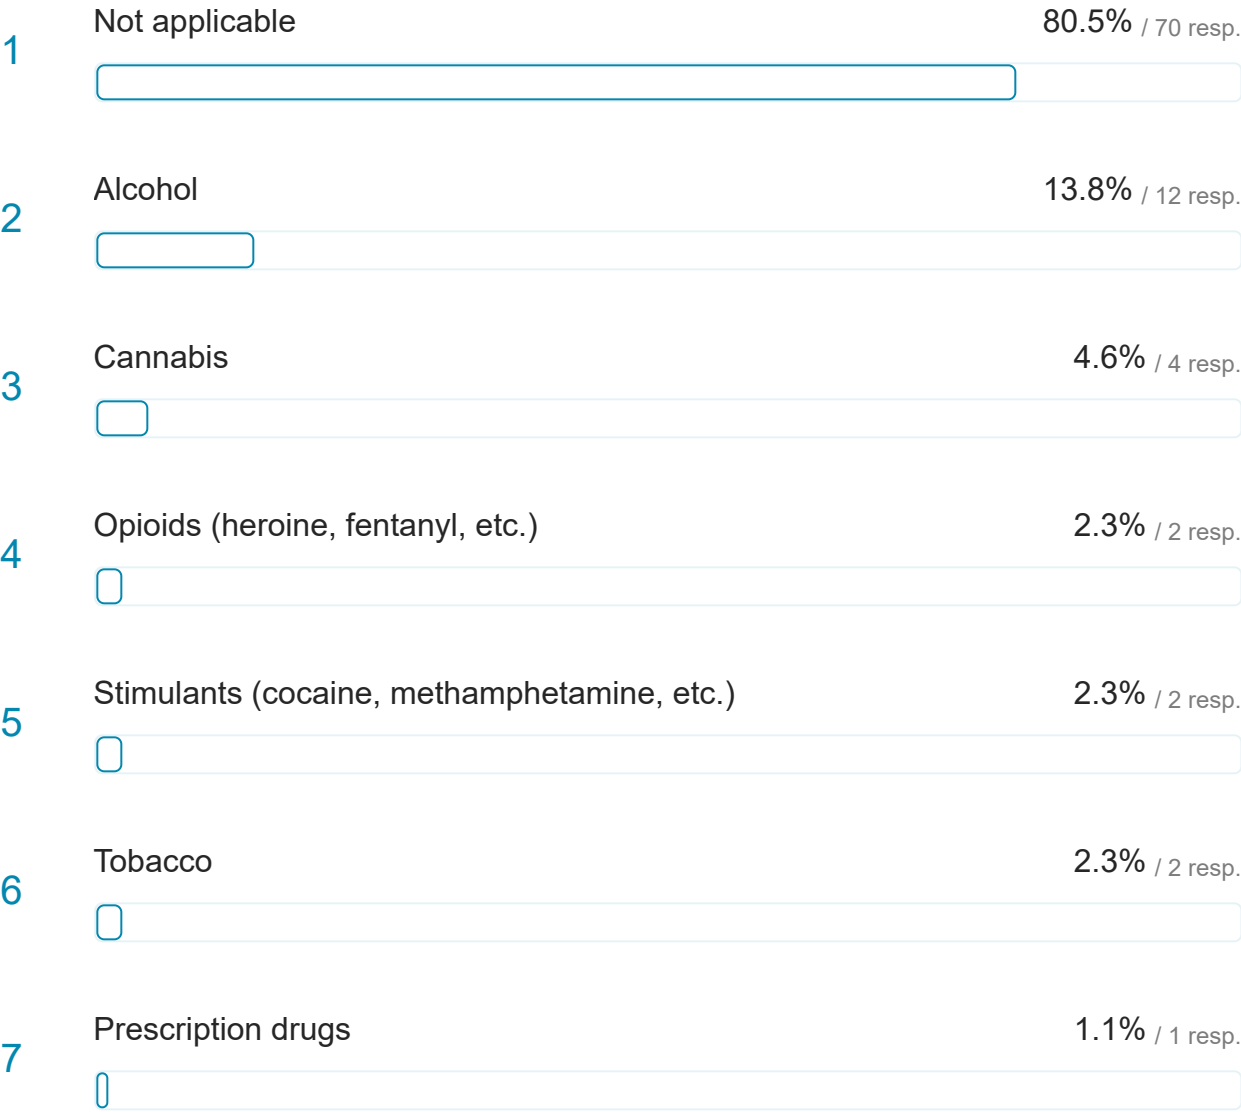 1
Not applicable 80.5% / 70 resp.
2
Alcohol 13.8% / 12 resp.
3
Cannabis 4.6% / 4 resp.
4
Opioids (heroine, fentanyl, etc.) 2.3% / 2 resp.
5
Stimulants (cocaine, methamphetamine, etc.) 2.3% / 2 resp.
6
Tobacco 2.3% / 2 resp.
7
Prescription drugs 1.1% / 1 resp.